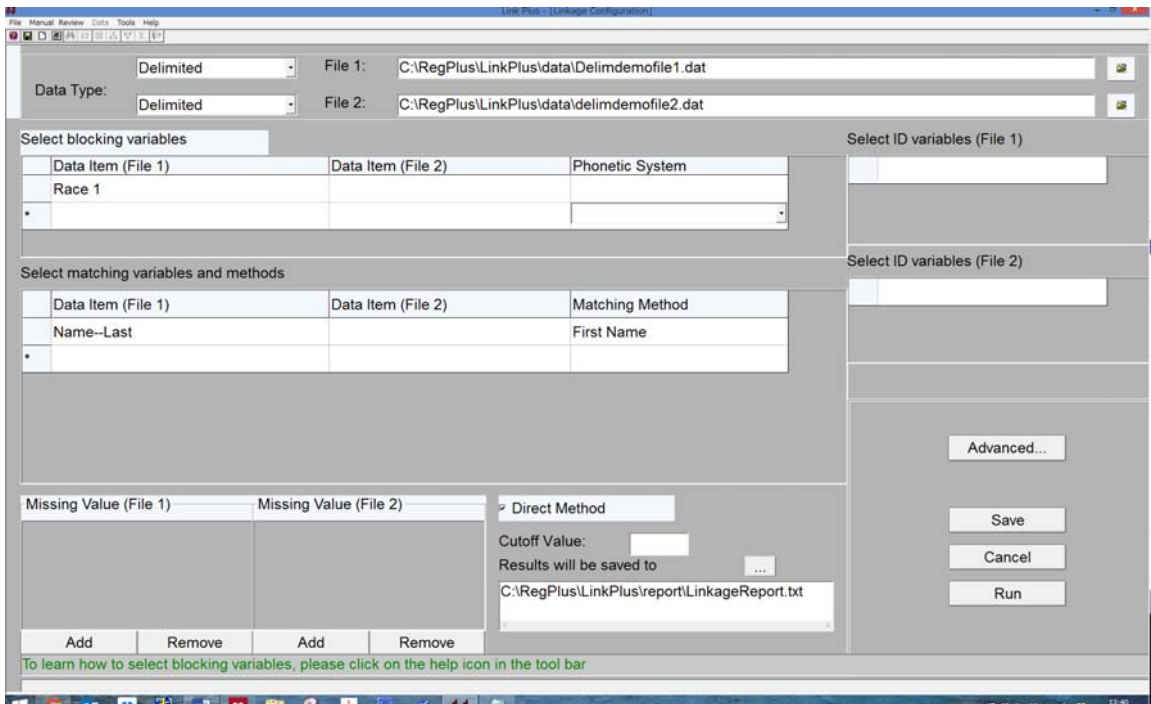 Link Plus - [Linkage Configuration]
File Manual Review Data Tools Help
Data Type:
Delimited File 1: C:\RegPlus\LinkPlus\data\Delimdemofile1.dat
Delimited File 2: C:\RegPlus\LinkPlus\data\delimdemofile2.dat
Select blocking variables
Data Item (File 1) Data Item (File 2) Phonetic System
Race 1
*
Select ID variables (File 1)
Select matching variables and methods
Data Item (File 1) Data Item (File 2) Matching Method
Name--Last First Name
*
Select ID variables (File 2)
Advanced...
Save
Cancel
Run
Missing Value (File 1) Missing Value (File 2)
Add Remove Add Remove
Direct Method
Cutoff Value:
Results will be saved to ...
C:\RegPlus\LinkPlus\report\LinkageReport.txt
To learn how to select blocking variables, please click on the help icon in the tool bar
13:40